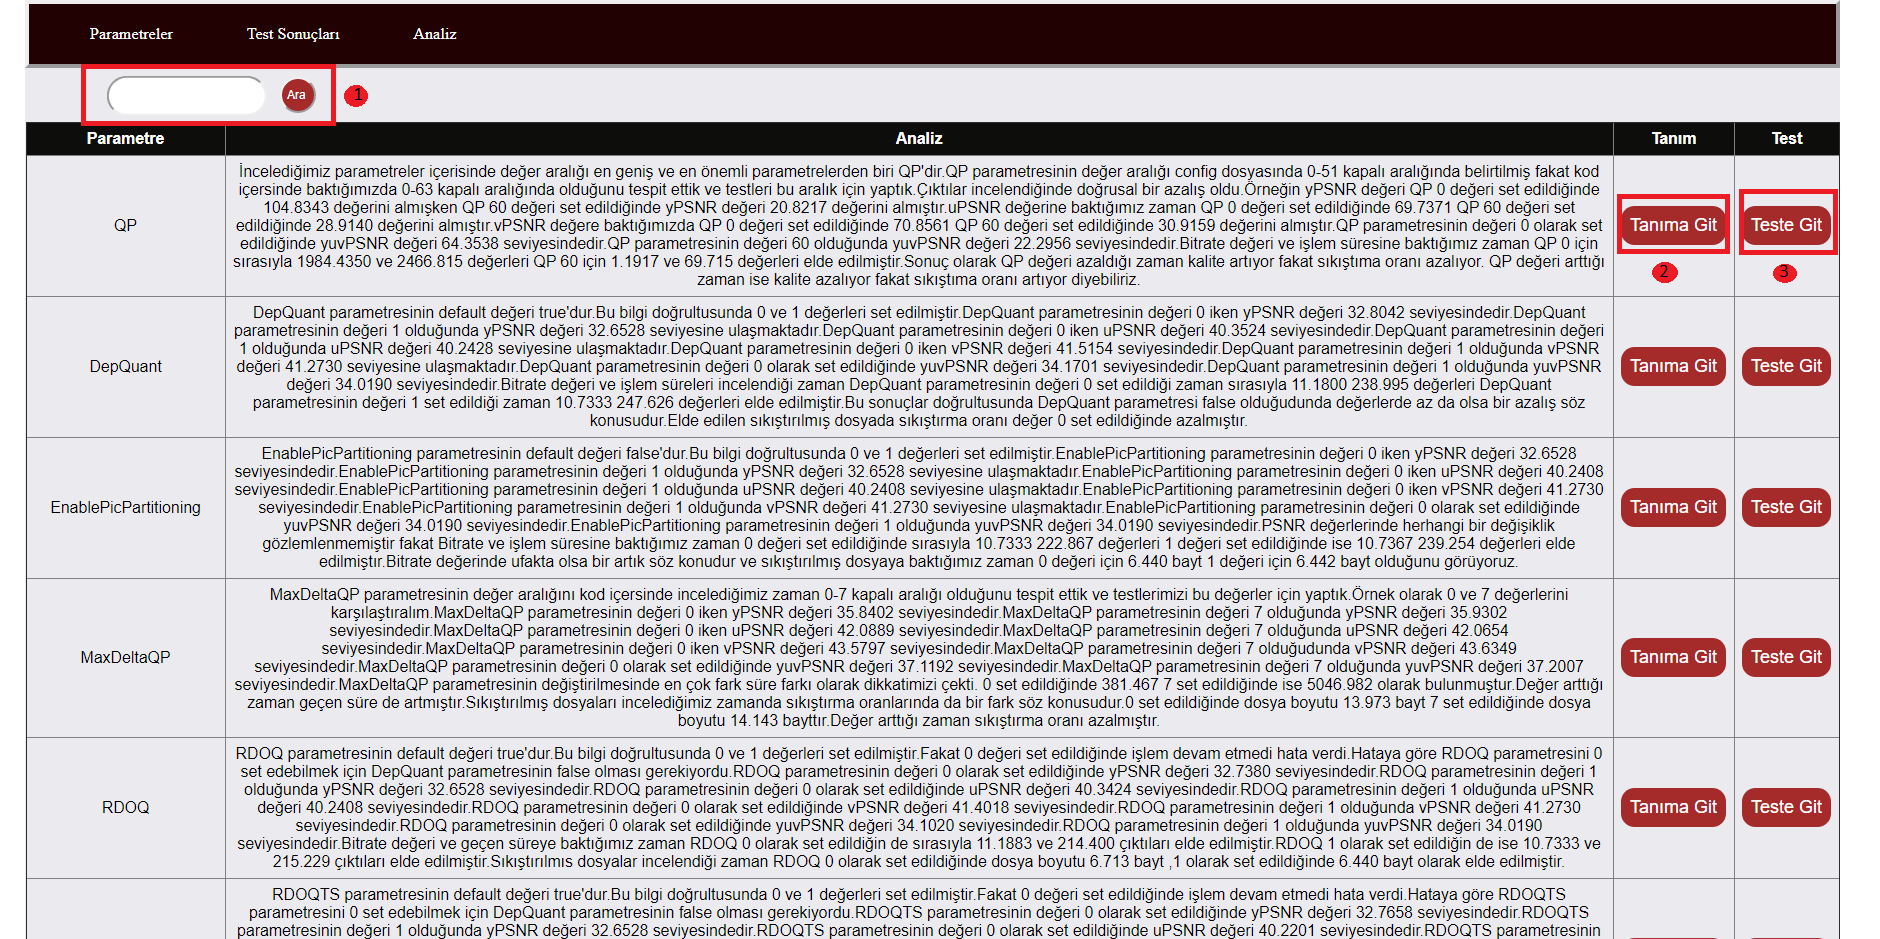 Parametreler Test Sonuçları Analiz
Ara 1
Parametre Analiz Tanım Test
İncelediğimiz parametreler içerisinde değer aralığı en geniş ve en önemli parametrelerden biri QP'dir.QP parametresinin değer aralığı config dosyasında 0-51 kapalı aralığında belirtilmiş fakat kod
içersinde baktığımızda 0-63 kapalı aralığında olduğunu tespit ettik ve testleri bu aralık için yaptık.Çıktılar incelendiğinde doğrusal bir azalış oldu.Örneğin yPSNR değeri QP 0 değeri set edildiğinde
104.8343 değerini almışken QP 60 değeri set edildiğinde yPSNR değeri 20.8217 değerini almıştır.uPSNR değerine baktığımız zaman QP 0 değeri set edildiğinde 69.7371 QP 60 değeri set
edildiğinde 28.9140 değerini almıştır.vPSNR değere baktığımızda QP 0 değeri set edildiğinde 70.8561 QP 60 değeri set edildiğinde 30.9159 değerini almıştır.QP parametresinin değeri 0 olarak set
edildiğinde yuvPSNR değeri 64.3538 seviyesindedir.QP parametresinin değeri 60 olduğunda yuvPSNR değeri 22.2956 seviyesindedir.Bitrate değeri ve işlem süresine baktığımız zaman QP 0 için
sırasıyla 1984.4350 ve 2466.815 değerleri QP 60 için 1.1917 ve 69.715 değerleri elde edilmiştir.Sonuç olarak QP değeri azaldığı zaman kalite artıyor fakat sıkıştıma oranı azalıyor. QP değeri arttığı
zaman ise kalite azalıyor fakat sıkıştıma oranı artıyor diyebiliriz.
QP
Tanıma Git Teste Git
2 3
DepQuant parametresinin default değeri true'dur.Bu bilgi doğrultusunda 0 ve 1 değerleri set edilmiştir.DepQuant parametresinin değeri 0 iken yPSNR değeri 32.8042 seviyesindedir.DepQuant
parametresinin değeri 1 olduğunda yPSNR değeri 32.6528 seviyesine ulaşmaktadır.DepQuant parametresinin değeri 0 iken uPSNR değeri 40.3524 seviyesindedir.DepQuant parametresinin değeri
1 olduğunda uPSNR değeri 40.2428 seviyesine ulaşmaktadır.DepQuant parametresinin değeri 0 iken vPSNR değeri 41.5154 seviyesindedir.DepQuant parametresinin değeri 1 olduğunda vPSNR
değeri 41.2730 seviyesine ulaşmaktadır.DepQuant parametresinin değeri 0 olarak set edildiğinde yuvPSNR değeri 34.1701 seviyesindedir.DepQuant parametresinin değeri 1 olduğunda yuvPSNR
değeri 34.0190 seviyesindedir.Bitrate değeri ve işlem süreleri incelendiği zaman DepQuant parametresinin değeri 0 set edildiği zaman sırasıyla 11.1800 238.995 değerleri DepQuant
parametresinin değeri 1 set edildiği zaman 10.7333 247.626 değerleri elde edilmiştir.Bu sonuçlar doğrultusunda DepQuant parametresi false olduğudunda değerlerde az da olsa bir azalış söz
konusudur.Elde edilen sıkıştırılmış dosyada sıkıştırma oranı değer 0 set edildiğinde azalmıştır.
DepQuant
Tanıma Git Teste Git
EnablePicPartitioning parametresinin default değeri false'dur.Bu bilgi doğrultusunda 0 ve 1 değerleri set edilmiştir.EnablePicPartitioning parametresinin değeri 0 iken yPSNR değeri 32.6528
seviyesindedir.EnablePicPartitioning parametresinin değeri 1 olduğunda yPSNR değeri 32.6528 seviyesine ulaşmaktadır.EnablePicPartitioning parametresinin değeri 0 iken uPSNR değeri 40.2408
seviyesindedir.EnablePicPartitioning parametresinin değeri 1 olduğunda uPSNR değeri 40.2408 seviyesine ulaşmaktadır.EnablePicPartitioning parametresinin değeri 0 iken vPSNR değeri 41.2730
seviyesindedir.EnablePicPartitioning parametresinin değeri 1 olduğunda vPSNR değeri 41.2730 seviyesine ulaşmaktadır.EnablePicPartitioning parametresinin değeri 0 olarak set edildiğinde
yuvPSNR değeri 34.0190 seviyesindedir.EnablePicPartitioning parametresinin değeri 1 olduğunda yuvPSNR değeri 34.0190 seviyesindedir.PSNR değerlerinde herhangi bir değişiklik
gözlemlenmemiştir fakat Bitrate ve işlem süresine baktığımız zaman 0 değeri set edildiğinde sırasıyla 10.7333 222.867 değerleri 1 değeri set edildiğinde ise 10.7367 239.254 değerleri elde
edilmiştir.Bitrate değerinde ufakta olsa bir artık söz konudur ve sıkıştırılmış dosyaya baktığımız zaman 0 değeri için 6.440 bayt 1 değeri için 6.442 bayt olduğunu görüyoruz.
EnablePicPartitioning
Tanıma Git Teste Git
MaxDeltaQP parametresinin değer aralığını kod içersinde incelediğimiz zaman 0-7 kapalı aralığı olduğunu tespit ettik ve testlerimizi bu değerler için yaptık.Örnek olarak 0 ve 7 değerlerini
karşılaştıralım.MaxDeltaQP parametresinin değeri 0 iken yPSNR değeri 35.8402 seviyesindedir.MaxDeltaQP parametresinin değeri 7 olduğunda yPSNR değeri 35.9302
seviyesindedir.MaxDeltaQP parametresinin değeri 0 iken uPSNR değeri 42.0889 seviyesindedir.MaxDeltaQP parametresinin değeri 7 olduğunda uPSNR değeri 42.0654
seviyesindedir.MaxDeltaQP parametresinin değeri 0 iken vPSNR değeri 43.5797 seviyesindedir.MaxDeltaQP parametresinin değeri 7 olduğudunda vPSNR değeri 43.6349
seviyesindedir.MaxDeltaQP parametresinin değeri 0 olarak set edildiğinde yuvPSNR değeri 37.1192 seviyesindedir.MaxDeltaQP parametresinin değeri 7 olduğunda yuvPSNR değeri 37.2007
seviyesindedir.MaxDeltaQP parametresinin değiştirilmesinde en çok fark süre farkı olarak dikkatimizi çekti. 0 set edildiğinde 381.467 7 set edildiğinde ise 5046.982 olarak bulunmuştur.Değer arttığı
zaman geçen süre de artmıştır.Sıkıştırılmış dosyaları incelediğimiz zamanda sıkıştırma oranlarında da bir fark söz konusudur.0 set edildiğinde dosya boyutu 13.973 bayt 7 set edildiğinde dosya
boyutu 14.143 bayttır.Değer arttığı zaman sıkıştırma oranı azalmıştır.
MaxDeltaQP
Tanıma Git Teste Git
RDOQ parametresinin default değeri true'dur.Bu bilgi doğrultusunda 0 ve 1 değerleri set edilmiştir.Fakat 0 değeri set edildiğinde işlem devam etmedi hata verdi.Hataya göre RDOQ parametresini 0
set edebilmek için DepQuant parametresinin false olması gerekiyordu.RDOQ parametresinin değeri 0 olarak set edildiğinde yPSNR değeri 32.7380 seviyesindedir.RDOQ parametresinin değeri 1
olduğunda yPSNR değeri 32.6528 seviyesindedir.RDOQ parametresinin değeri 0 olarak set edildiğinde uPSNR değeri 40.3424 seviyesindedir.RDOQ parametresinin değeri 1 olduğunda uPSNR
değeri 40.2408 seviyesindedir.RDOQ parametresinin değeri 0 olarak set edildiğinde vPSNR değeri 41.4018 seviyesindedir.RDOQ parametresinin değeri 1 olduğunda vPSNR değeri 41.2730
seviyesindedir.RDOQ parametresinin değeri 0 olarak set edildiğinde yuvPSNR değeri 34.1020 seviyesindedir.RDOQ parametresinin değeri 1 olduğunda yuvPSNR değeri 34.0190
seviyesindedir.Bitrate değeri ve geçen süreye baktığımız zaman RDOQ 0 olarak set edildiğin de sırasıyla 11.1883 ve 214.400 çıktıları elde edilmiştir.RDOQ 1 olarak set edildiğin de ise 10.7333 ve
215.229 çıktıları elde edilmiştir.Sıkıştırılmıs dosyalar incelendiği zaman RDOQ 0 olarak set edildiğinde dosya boyutu 6.713 bayt ,1 olarak set edildiğinde 6.440 bayt olarak elde edilmiştir.
RDOQ
Tanıma Git Teste Git
RDOQTS parametresinin default değeri true'dur.Bu bilgi doğrultusunda 0 ve 1 değerleri set edilmiştir.Fakat 0 değeri set edildiğinde işlem devam etmedi hata verdi.Hataya göre RDOQTS
parametresini 0 set edebilmek için DepQuant parametresinin false olması gerekiyordu.RDOQTS parametresinin değeri 0 olarak set edildiğinde yPSNR değeri 32.7658 seviyesindedir.RDOQTS
parametresinin değeri 1 olduğunda yPSNR değeri 32.6528 seviyesindedir.RDOQTS parametresinin değeri 0 olarak set edildiğinde uPSNR değeri 40.2201 seviyesindedir.RDOQTS parametresinin